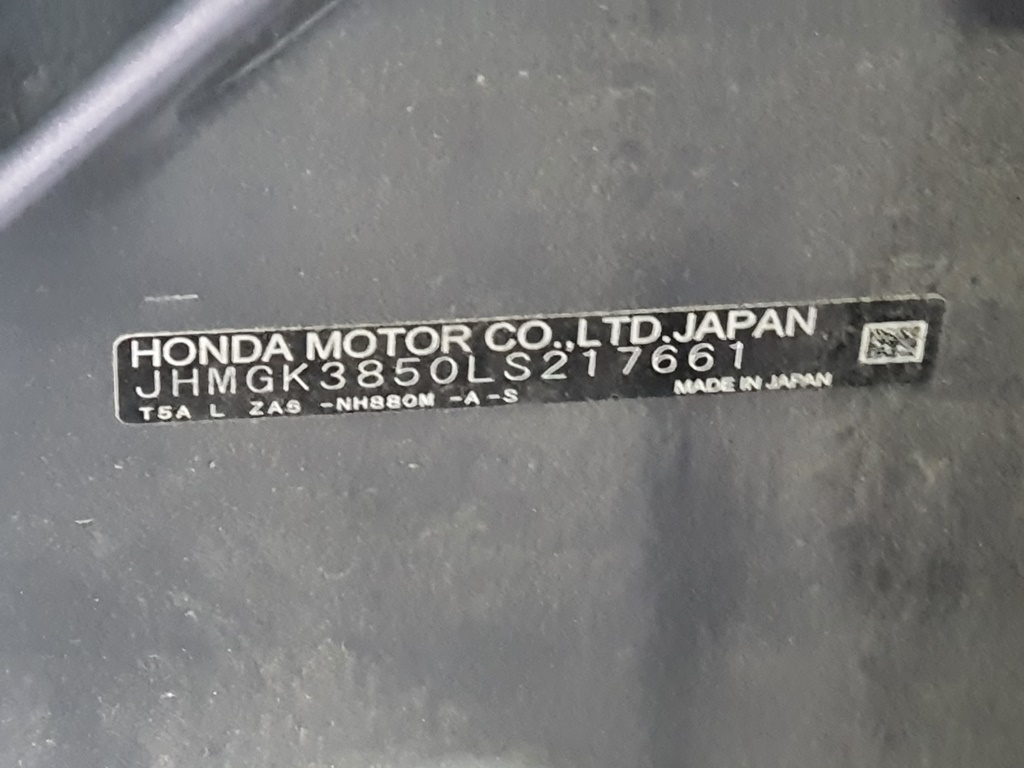 HONDA MOTOR CO.,LTD.JAPAN
JHMGK3850LS217661
T5A L ZAS -NH880M -A -S MADE IN JAPAN